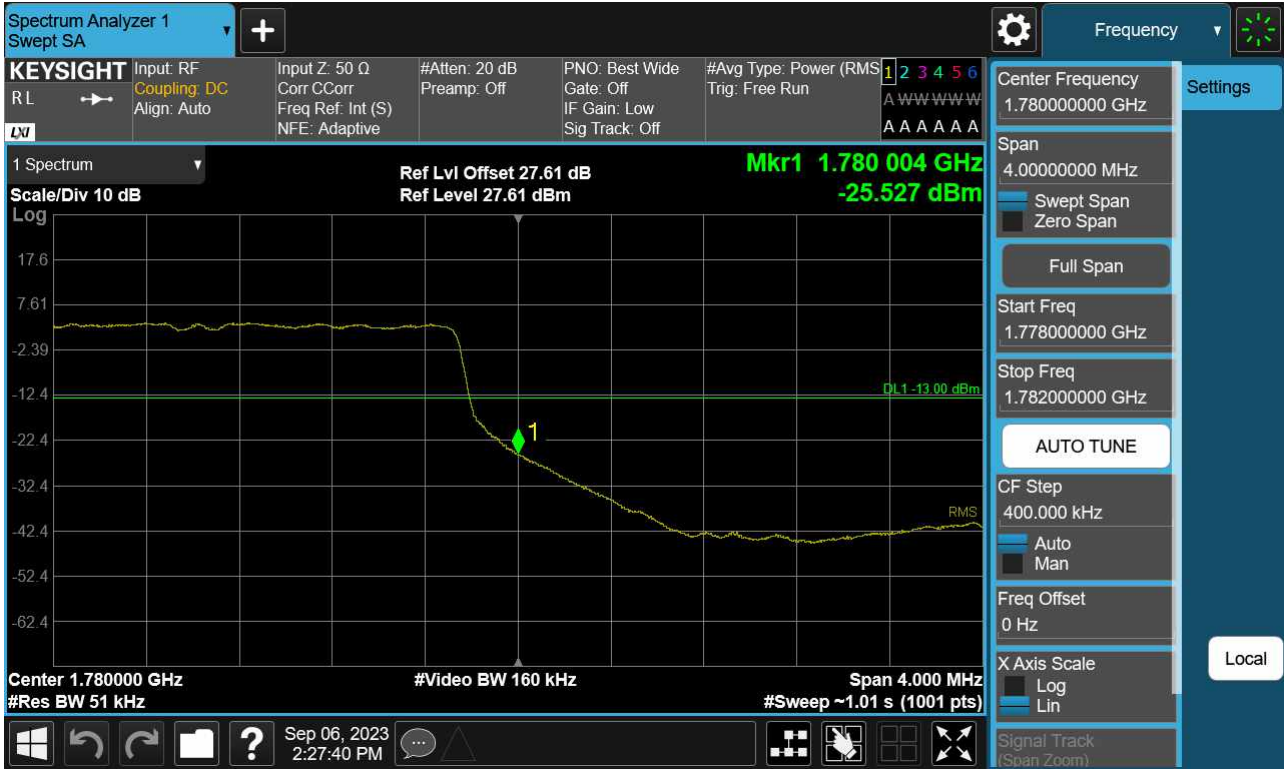 Spectrum Analyzer 1
Swept SA
Frequency
KEYSIGHT
R L
LXI
Input: RF
Coupling: DC
Align: Auto
Input Z: 50 Ω
Corr CCorr
Freq Ref: Int (S)
NFE: Adaptive
#Atten: 20 dB
Preamp: Off
PNO: Best Wide
Gate: Off
IF Gain: Low
Sig Track: Off
#Avg Type: Power (RMS
Trig: Free Run
1 2 3 4 5 6
A W W W W W
A A A A A A
1 Spectrum
Scale/Div 10 dB
Log
Ref Lvl Offset 27.61 dB
Ref Level 27.61 dBm
Mkr1 1.780 004 GHz
-25.527 dBm
17.6
7.61
-2.39
-12.4
-22.4
-32.4
-42.4
-52.4
-62.4
DL1 -13.00 dBm
1
RMS
Center 1.780000 GHz
#Res BW 51 kHz
#Video BW 160 kHz
Span 4.000 MHz
#Sweep ~1.01 s (1001 pts)
Center Frequency
1.780000000 GHz
Settings
Span
4.00000000 MHz
Swept Span
Zero Span
Full Span
Start Freq
1.778000000 GHz
Stop Freq
1.782000000 GHz
AUTO TUNE
CF Step
400.000 kHz
Auto
Man
Freq Offset
0 Hz
X Axis Scale
Log
Lin
Local
Signal Track
(Span Zoom)
Sep 06, 2023
2:27:40 PM